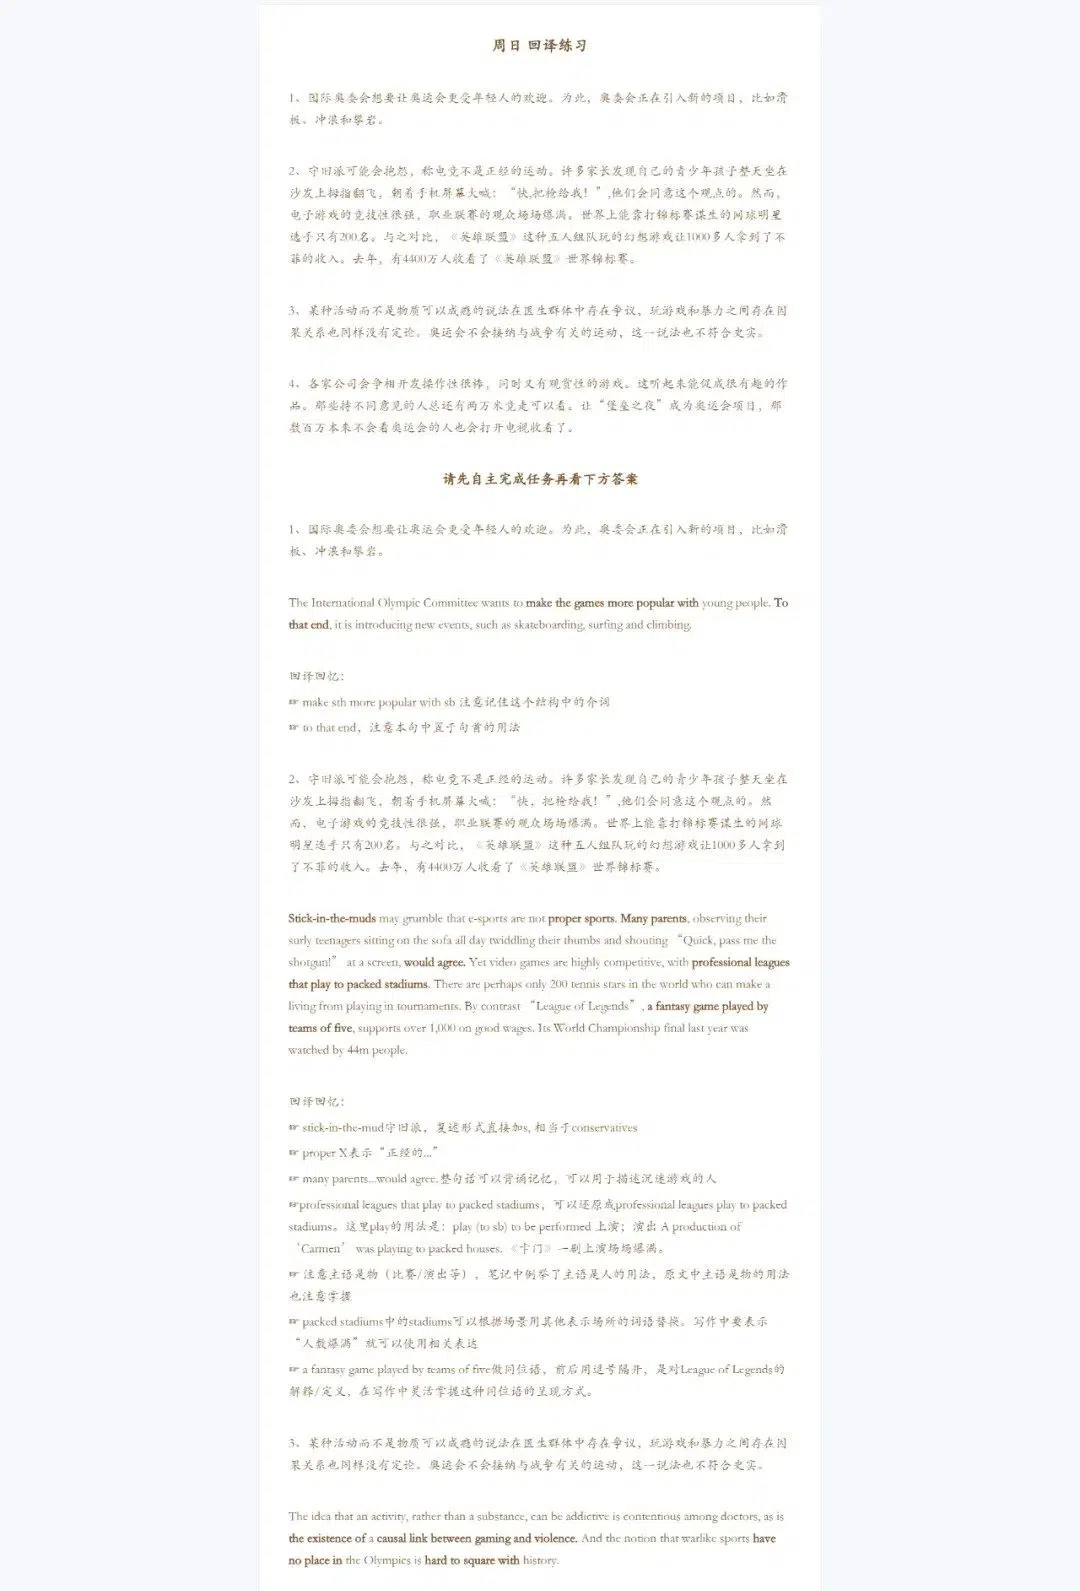 周日 回译练习
1、国际奥委会想要让奥运会更受年轻人的欢迎。为此，奥委会正在引入新的项目，比如滑
板、冲浪和攀岩。
2、守旧派可能会抱怨，称电竞不是正经的运动。许多家长发现自己的青少年孩子整天坐在
沙发上拇指翻飞，朝着手机屏幕大喊：“快,把枪给我！”,他们会同意这个观点的。然而，
电子游戏的竞技性很强，职业联赛的观众场场爆满。世界上能靠打锦标赛谋生的网球明星
选手只有200名。与之对比，《英雄联盟》这种五人组队玩的幻想游戏让1000多人拿到了不
菲的收入。去年，有4400万人收看了《英雄联盟》世界锦标赛。
3、某种活动而不是物质可以成瘾的说法在医生群体中存在争议，玩游戏和暴力之间存在因
果关系也同样没有定论。奥运会不会接纳与战争有关的运动，这一说法也不符合史实。
4、各家公司会争相开发操作性很棒，同时又有观赏性的游戏。这听起来能促成很有趣的作
品。那些持不同意见的人总还有两万米竞走可以看。让“堡垒之夜”成为奥运会项目，那
数百万本来不会看奥运会的人也会打开电视收看了。
请先自主完成任务再看下方答案
1、国际奥委会想要让奥运会更受年轻人的欢迎。为此，奥委会正在引入新的项目，比如滑
板、冲浪和攀岩。
The International Olympic Committee wants to make the games more popular with young people. To
that end, it is introducing new events, such as skateboarding, surfing and climbing.
回译回忆：
☞ make sth more popular with sb 注意记住这个结构中的介词
☞ to that end，注意本句中置于句首的用法
2、守旧派可能会抱怨，称电竞不是正经的运动。许多家长发现自己的青少年孩子整天坐在
沙发上拇指翻飞，朝着手机屏幕大喊：“快，把枪给我！”,他们会同意这个观点的。然
而，电子游戏的竞技性很强，职业联赛的观众场场爆满。世界上能靠打锦标赛谋生的网球
明星选手只有200名。与之对比，《英雄联盟》这种五人组队玩的幻想游戏让1000多人拿到
了不菲的收入。去年，有4400万人收看了《英雄联盟》世界锦标赛。
Stick-in-the-muds may grumble that e-sports are not proper sports. Many parents, observing their
surly teenagers sitting on the sofa all day twiddling their thumbs and shouting “Quick, pass me the
shotgun!” at a screen, would agree. Yet video games are highly competitive, with professional leagues
that play to packed stadiums. There are perhaps only 200 tennis stars in the world who can make a
living from playing in tournaments. By contrast “League of Legends”, a fantasy game played by
teams of five, supports over 1,000 on good wages. Its World Championship final last year was
watched by 44m people.
回译回忆：
☞ stick-in-the-mud守旧派，复述形式直接加s, 相当于conservatives
☞ proper X表示“正经的...”
☞ many parents...would agree.整句话可以背诵记忆，可以用于描述沉迷游戏的人
☞professional leagues that play to packed stadiums，可以还原成professional leagues play to packed
stadiums。这里play的用法是：play (to sb) to be performed 上演；演出 A production of
‘Carmen’ was playing to packed houses. 《卡门》一剧上演场场爆满。
☞ 注意主语是物（比赛/演出等），笔记中例举了主语是人的用法，原文中主语是物的用法
也注意掌握
☞ packed stadiums中的stadiums可以根据场景用其他表示场所的词语替换。写作中要表示
“人数爆满”就可以使用相关表达
☞ a fantasy game played by teams of five做同位语，前后用逗号隔开，是对League of Legends的
解释/定义，在写作中灵活掌握这种同位语的呈现方式。
3、某种活动而不是物质可以成瘾的说法在医生群体中存在争议，玩游戏和暴力之间存在因
果关系也同样没有定论。奥运会不会接纳与战争有关的运动，这一说法也不符合史实。
The idea that an activity, rather than a substance, can be addictive is contentious among doctors, as is
the existence of a causal link between gaming and violence. And the notion that warlike sports have
no place in the Olympics is hard to square with history.